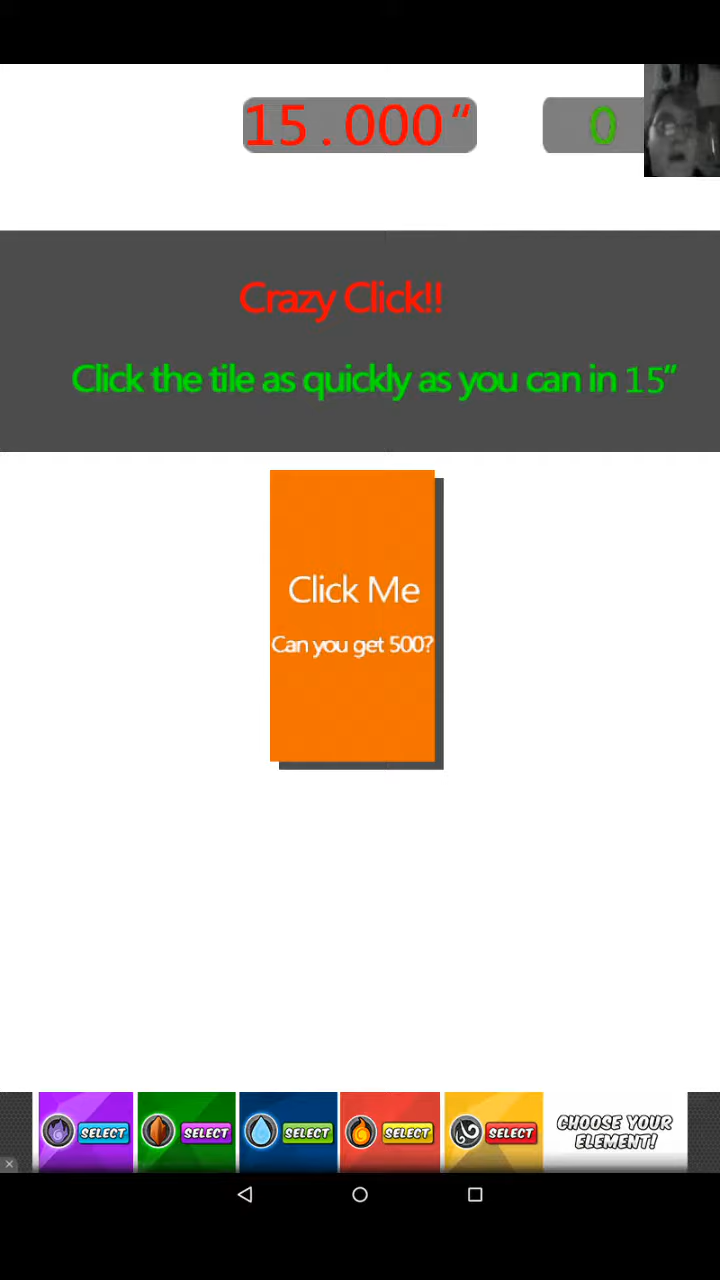 15.000" 0
Crazy Click!!
Click the tile as quickly as you can in 15"
Click Me
Can you get 500?
SELECT SELECT SELECT SELECT SELECT CHOOSE YOUR
ELEMENT!